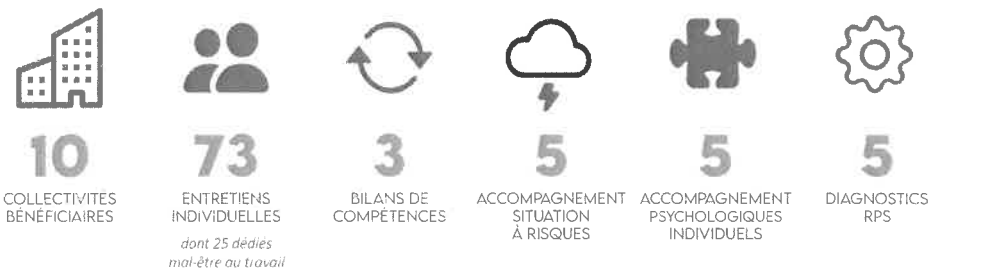 10
COLLECTIVITÉS
BÉNÉFICIAIRES
73
ENTRETIENS
INDIVIDUELLES
dont 25 dédiés
mal-être au travail
3
BILANS DE
COMPÉTENCES
5
ACCOMPAGNEMENT
SITUATION
À RISQUES
5
ACCOMPAGNEMENT
PSYCHOLOGIQUES
INDIVIDUELS
5
DIAGNOSTICS
RPS